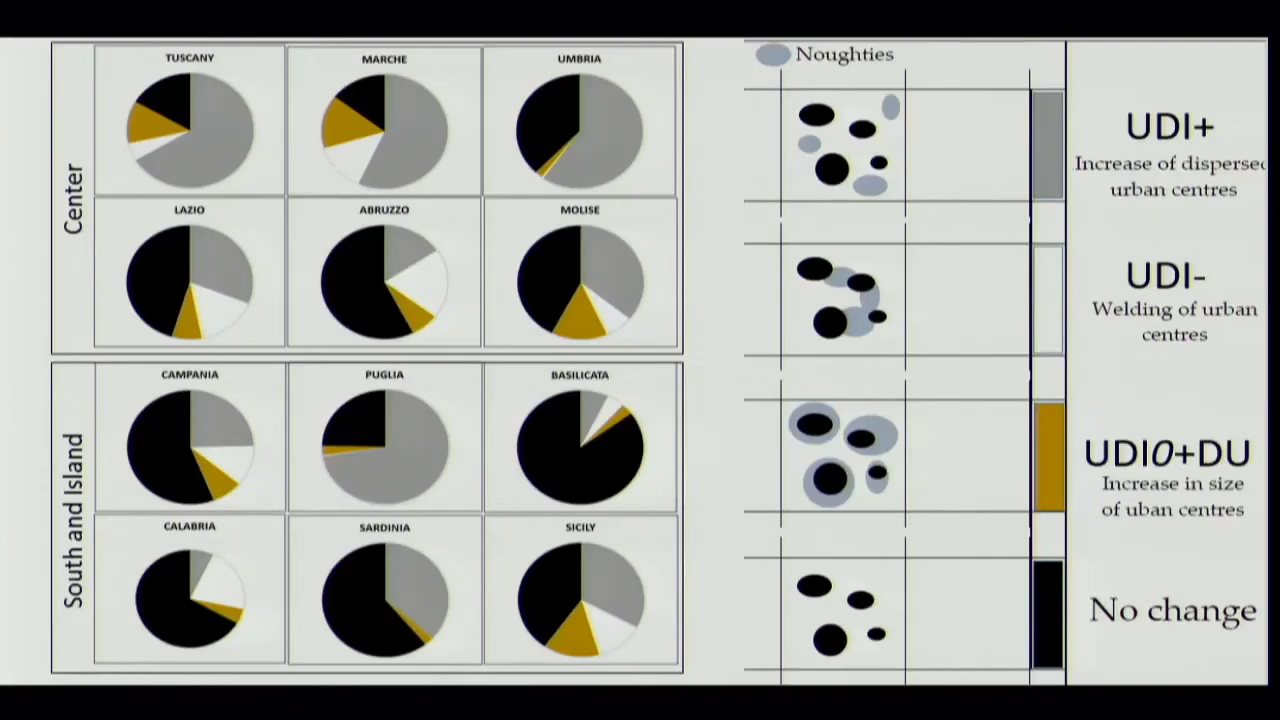 Center
TUSCANY
MARCHE
UMBRIA
LAZIO
ABRUZZO
MOLISE
South and Island
CAMPANIA
PUGLIA
BASILICATA
CALABRIA
SARDINIA
SICILY
Noughties
UDI+
Increase of disperse
urban centres
UDI-
Welding of urban
centres
UDI0+DU
Increase in size
of uban centres
No change